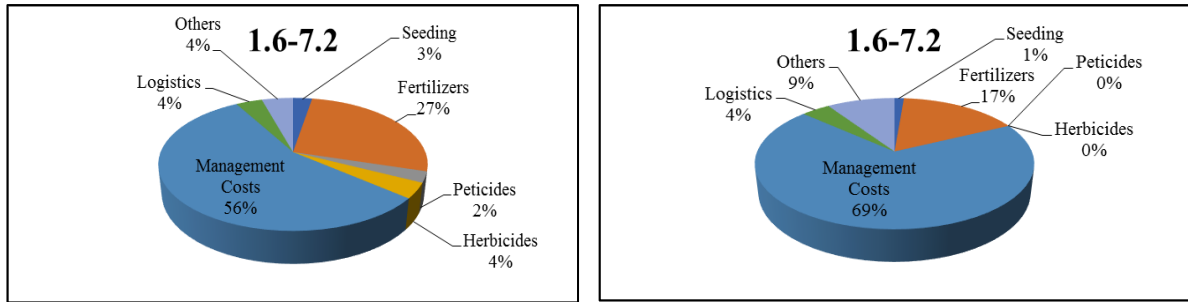 1.6-7.2
Others
4%
Seeding
3%
Logistics
4%
Fertilizers
27%
Management
Costs
56%
Peticides
2%
Herbicides
4%
1.6-7.2
Seeding
1%
Peticides
0%
Others
9%
Fertilizers
17%
Logistics
4%
Herbicides
0%
Management
Costs
69%